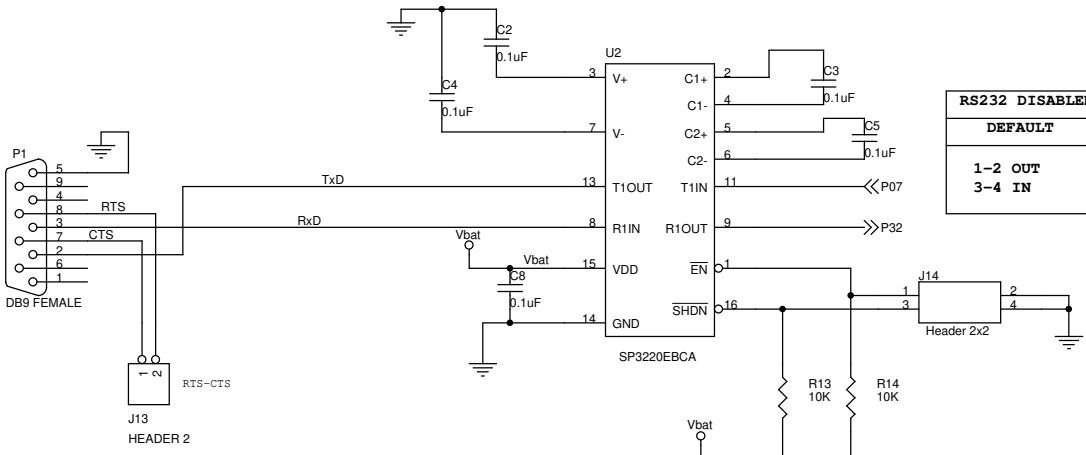 C2
0.1uF
C4
0.1uF
U2
SP3220EBCA
3 V+
7 V-
13 T1OUT
8 R1IN
15 VDD
14 GND
C1+ 2
C1- 4
C2+ 5
C2- 6
T1IN 11
R1OUT 9
EN 1
SHDN 16
C3
0.1uF
C5
0.1uF
P07
P32
RS232 DISABLE
DEFAULT
1-2 OUT
3-4 IN
P1
5
9
4
8
3
7
2
6
1
DB9 FEMALE
RTS
CTS
TxD
RxD
Vbat
Vbat
C8
0.1uF
1
2
RTS-CTS
J13
HEADER 2
J14
1
2
3
4
Header 2x2
R13
10K
R14
10K
Vbat